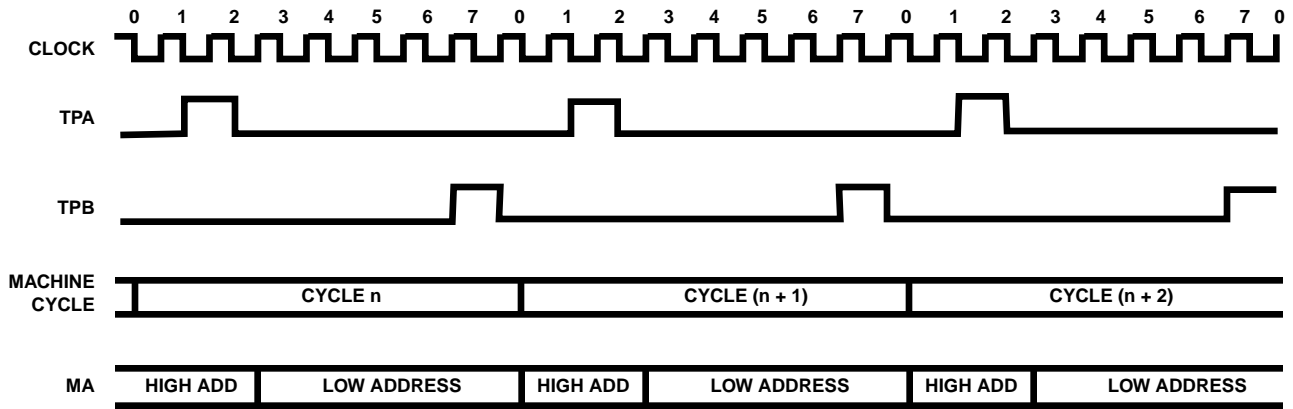 0 1 2 3 4 5 6 7 0 1 2 3 4 5 6 7 0 1 2 3 4 5 6 7 0
CLOCK
TPA
TPB
MACHINE
CYCLE
CYCLE n CYCLE (n + 1) CYCLE (n + 2)
MA HIGH ADD LOW ADDRESS HIGH ADD LOW ADDRESS HIGH ADD LOW ADDRESS